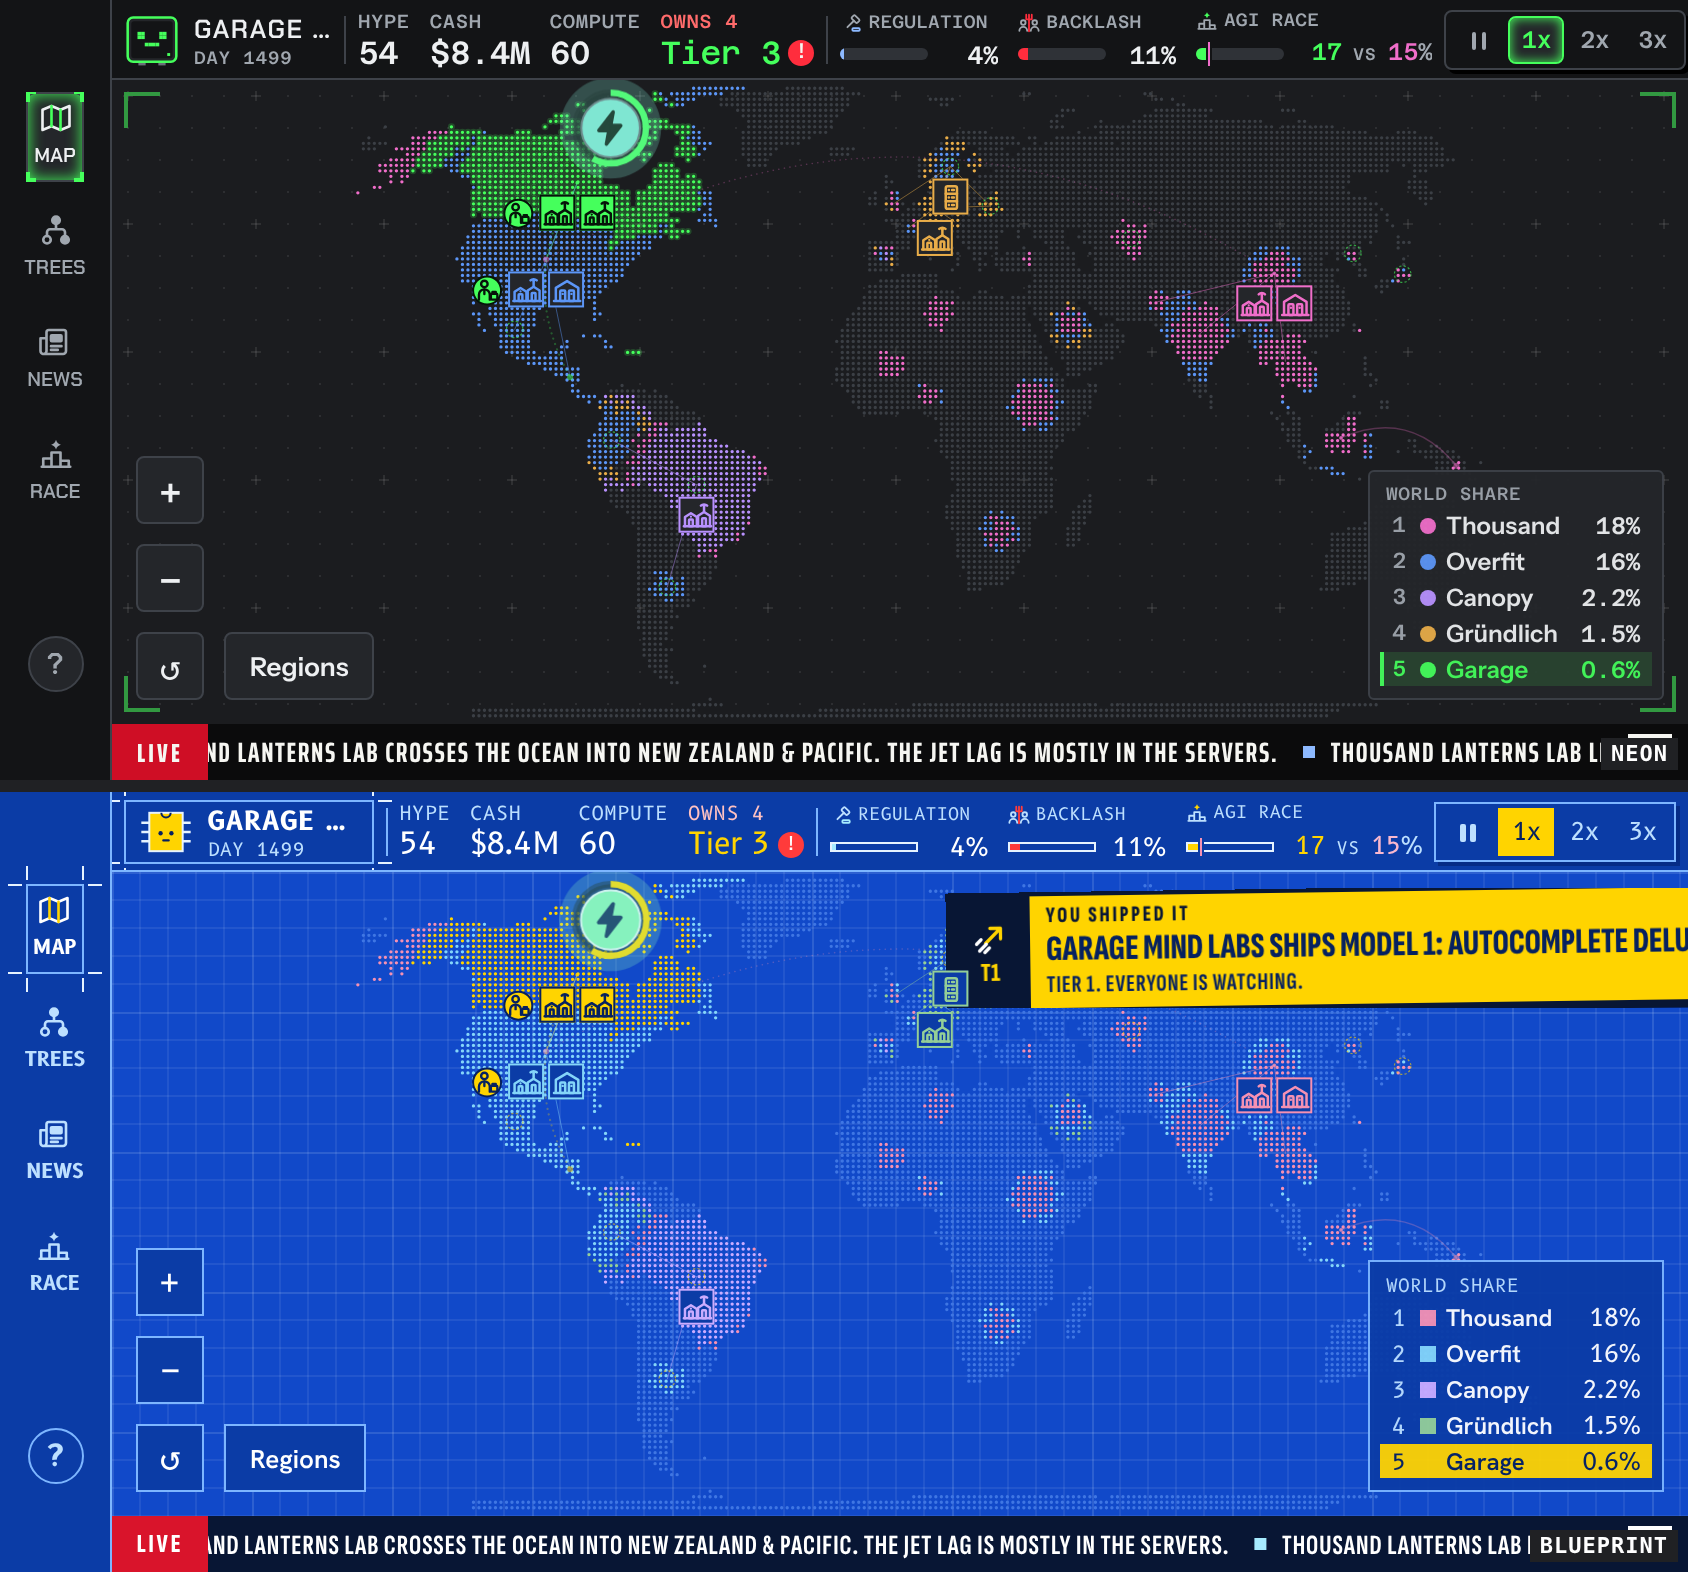 GARAGE ...
DAY 1499
HYPE
54
CASH
$8.4M
COMPUTE
60
OWNS 4
Tier 3 !
REGULATION
4%
BACKLASH
11%
AGI RACE
17 VS 15%
1x 2x 3x
MAP
TREES
NEWS
RACE
?
+
−
↺
Regions
WORLD SHARE
1 Thousand 18%
2 Overfit 16%
3 Canopy 2.2%
4 Gründlich 1.5%
5 Garage 0.6%
LIVE ND LANTERNS LAB CROSSES THE OCEAN INTO NEW ZEALAND & PACIFIC. THE JET LAG IS MOSTLY IN THE SERVERS. THOUSAND LANTERNS LAB
NEON
GARAGE ...
DAY 1499
HYPE
54
CASH
$8.4M
COMPUTE
60
OWNS 4
Tier 3 !
REGULATION
4%
BACKLASH
11%
AGI RACE
17 VS 15%
1x 2x 3x
MAP
TREES
NEWS
RACE
?
T1
YOU SHIPPED IT
GARAGE MIND LABS SHIPS MODEL 1: AUTOCOMPLETE DELU
TIER 1. EVERYONE IS WATCHING.
+
−
↺
Regions
WORLD SHARE
1 Thousand 18%
2 Overfit 16%
3 Canopy 2.2%
4 Gründlich 1.5%
5 Garage 0.6%
LIVE AND LANTERNS LAB CROSSES THE OCEAN INTO NEW ZEALAND & PACIFIC. THE JET LAG IS MOSTLY IN THE SERVERS. THOUSAND LANTERNS LAB
BLUEPRINT